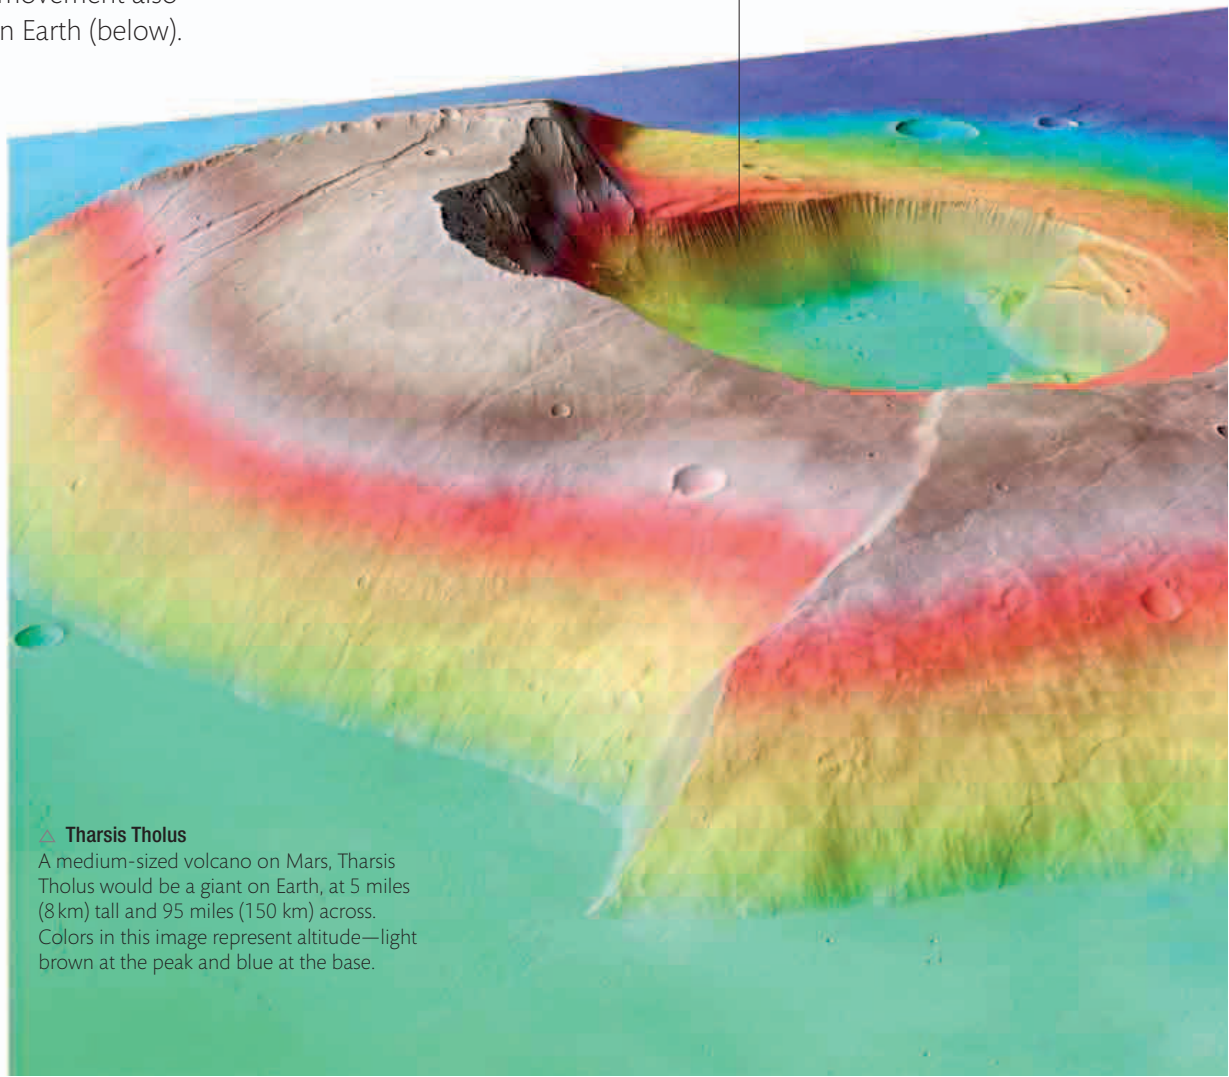 movement also
n Earth (below).
△ Tharsis Tholus
A medium-sized volcano on Mars, Tharsis
Tholus would be a giant on Earth, at 5 miles
(8 km) tall and 95 miles (150 km) across.
Colors in this image represent altitude—light
brown at the peak and blue at the base.